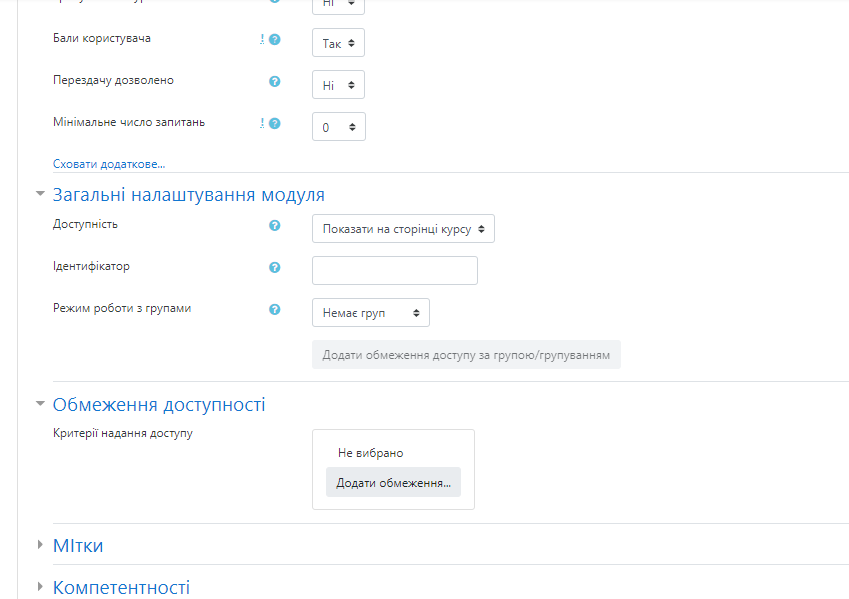 Ні
Бали користувача ! ? Так
Перездачу дозволено ? Ні
Мінімальне число запитань ! ? 0
Сховати додаткове...
Загальні налаштування модуля
Доступність ? Показати на сторінці курсу
Ідентифікатор ?
Режим роботи з групами ? Немає груп
Додати обмеження доступу за групою/групуванням
Обмеження доступності
Критерії надання доступу
Не вибрано
Додати обмеження...
МІтки
Компетентності